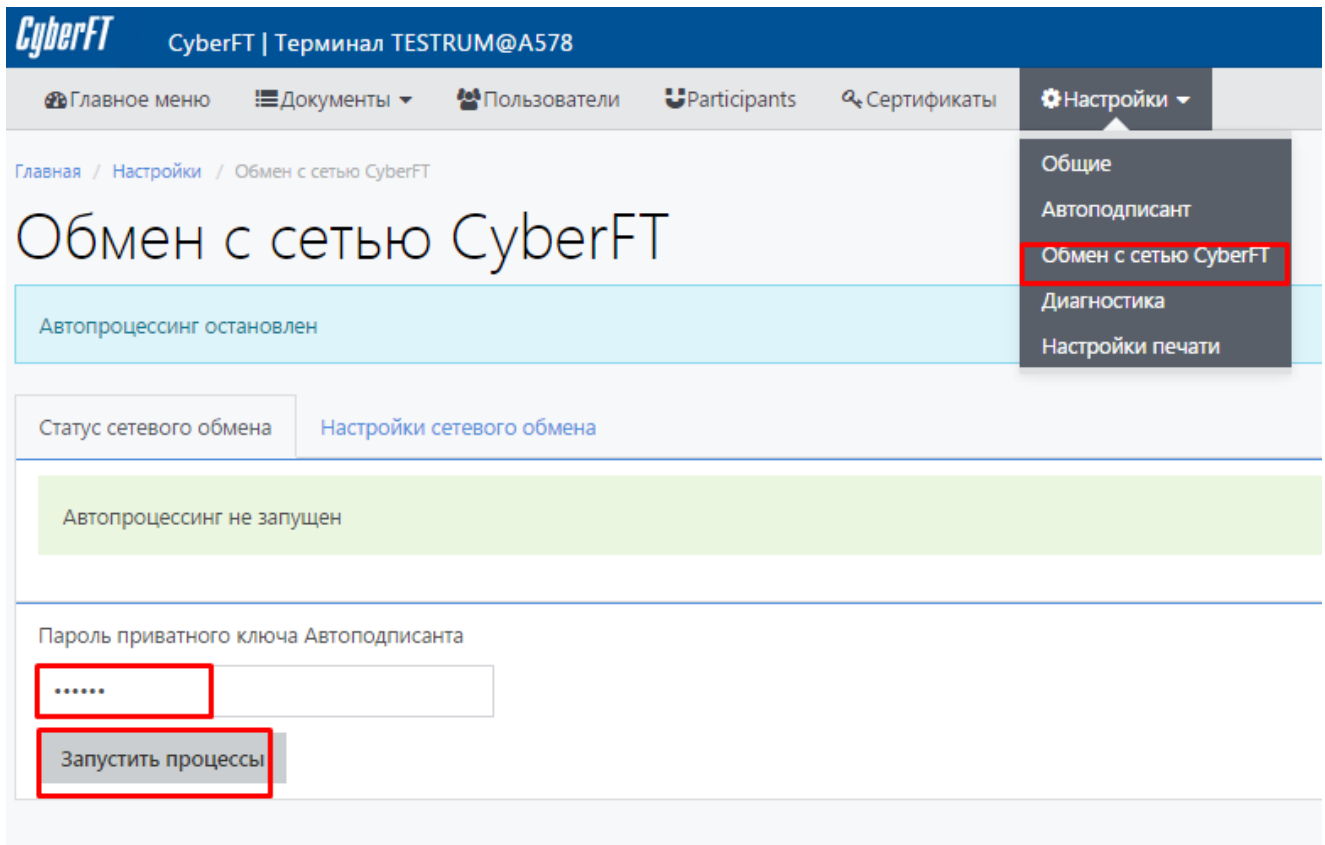 CyberFT CyberFT | Терминал TESTRUM@A578
Главное меню Документы Пользователи Participants Сертификаты Настройки
Главная / Настройки / Обмен с сетью CyberFT
Обмен с сетью CyberFT
Общие
Автоподписант
Обмен с сетью CyberFT
Диагностика
Настройки печати
Автопроцессинг остановлен
Статус сетевого обмена Настройки сетевого обмена
Автопроцессинг не запущен
Пароль приватного ключа Автоподписанта
••••••
Запустить процессы